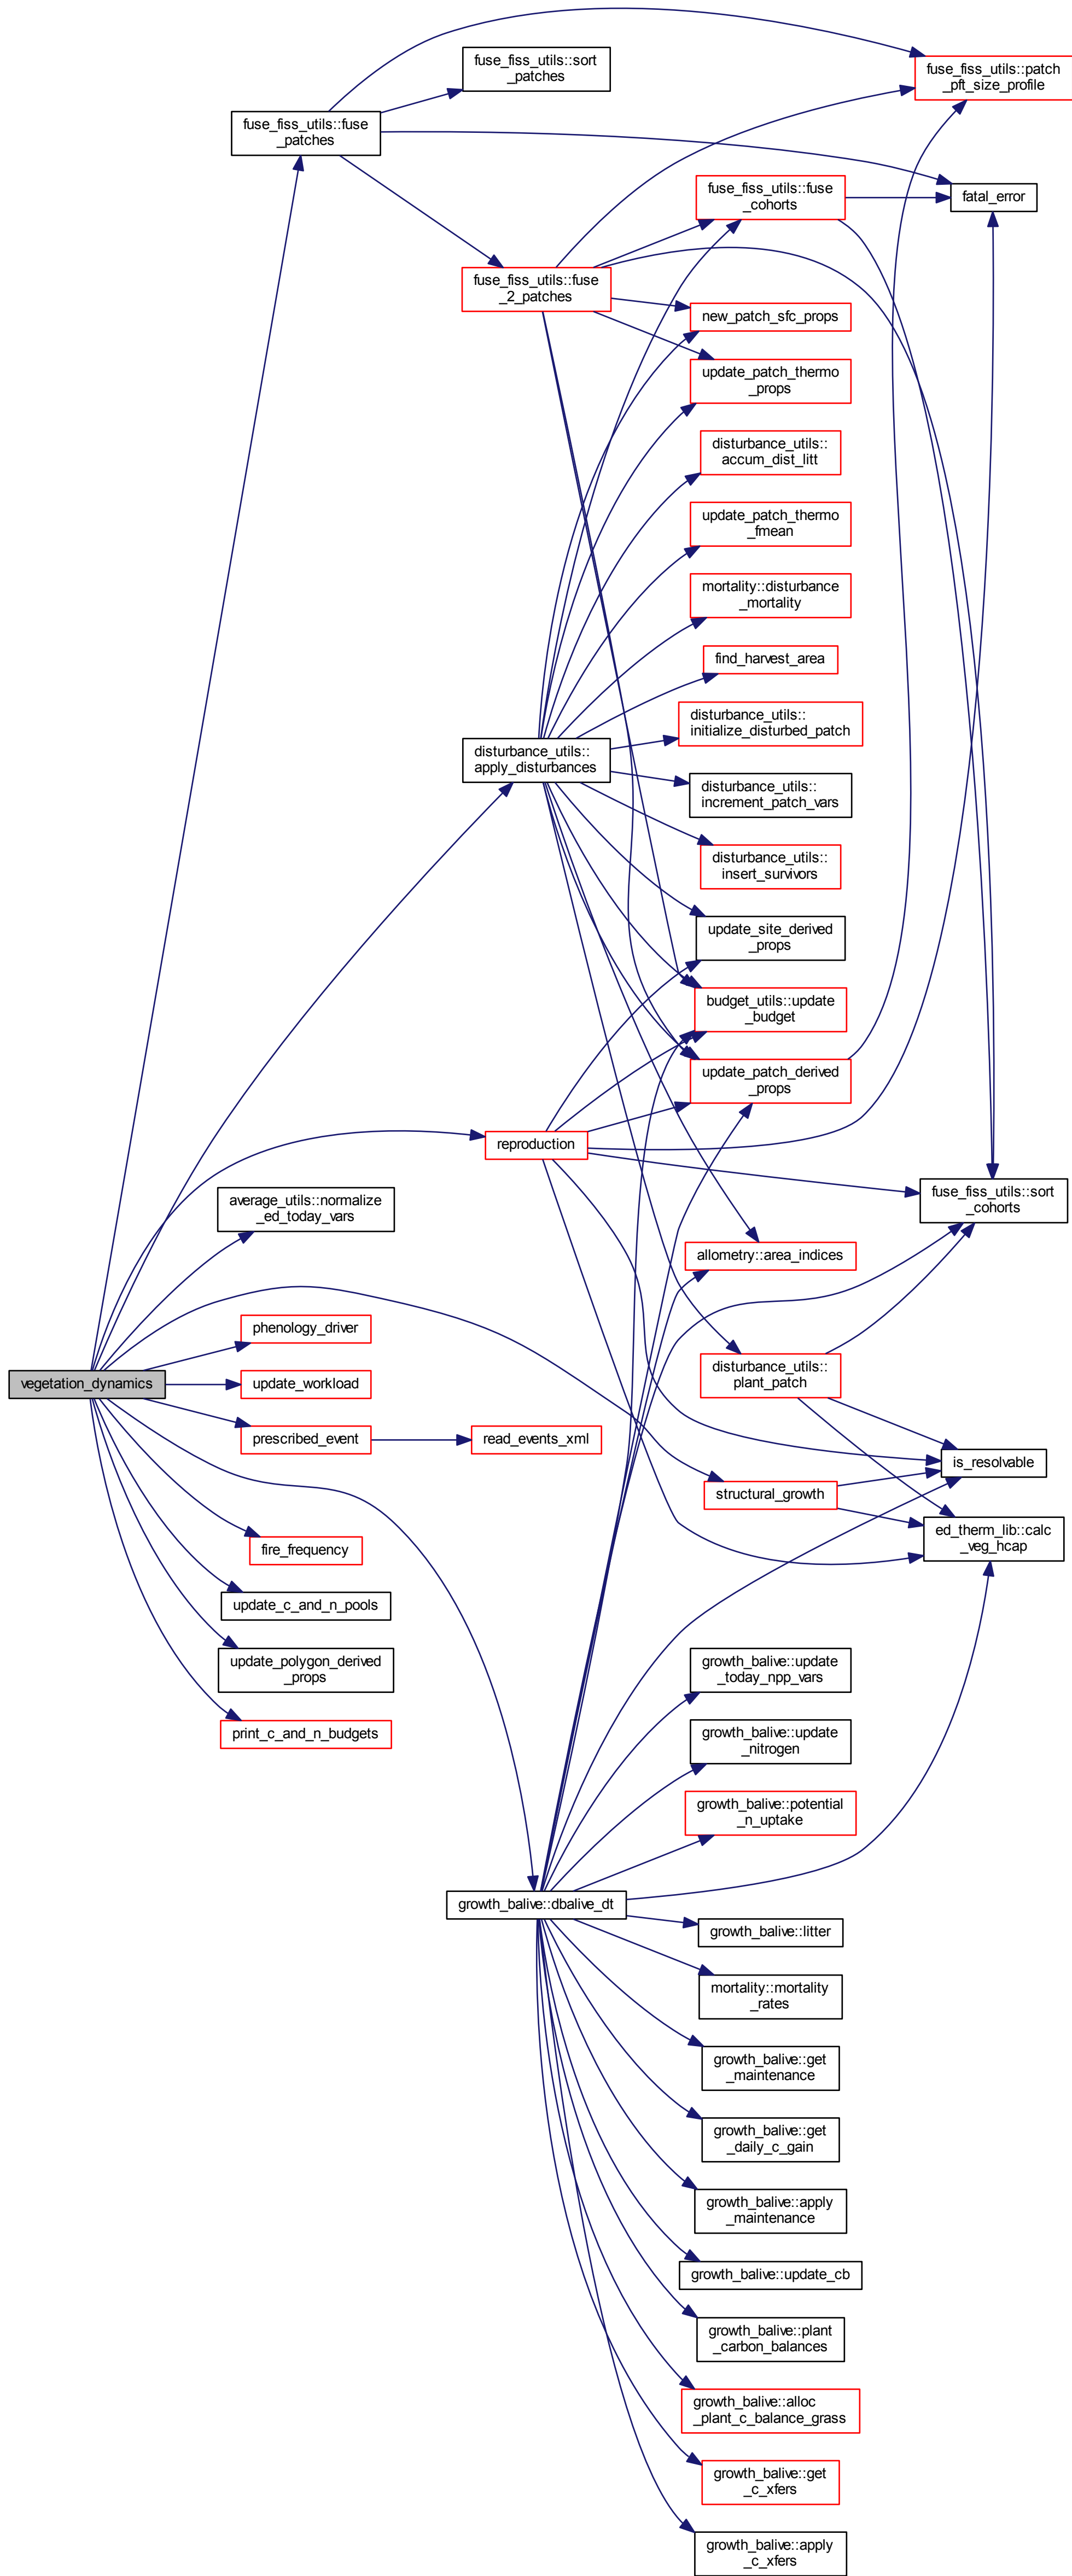 fuse_fiss_utils::sort
_patches
fuse_fiss_utils::patch
_pft_size_profile
fuse_fiss_utils::fuse
_patches
fuse_fiss_utils::fuse
_cohorts
fatal_error
fuse_fiss_utils::fuse
_2_patches
new_patch_sfc_props
update_patch_thermo
_props
disturbance_utils::
accum_dist_litt
update_patch_thermo
_fmean
mortality::disturbance
_mortality
find_harvest_area
disturbance_utils::
initialize_disturbed_patch
disturbance_utils::
apply_disturbances
disturbance_utils::
increment_patch_vars
disturbance_utils::
insert_survivors
update_site_derived
_props
budget_utils::update
_budget
update_patch_derived
_props
reproduction
average_utils::normalize
_ed_today_vars
fuse_fiss_utils::sort
_cohorts
allometry::area_indices
phenology_driver
vegetation_dynamics
update_workload
disturbance_utils::
plant_patch
prescribed_event
read_events_xml
is_resolvable
structural_growth
fire_frequency
ed_therm_lib::calc
_veg_hcap
update_c_and_n_pools
update_polygon_derived
_props
growth_balive::update
_today_npp_vars
print_c_and_n_budgets
growth_balive::update
_nitrogen
growth_balive::potential
_n_uptake
growth_balive::dbalive_dt
growth_balive::litter
mortality::mortality
_rates
growth_balive::get
_maintenance
growth_balive::get
_daily_c_gain
growth_balive::apply
_maintenance
growth_balive::update_cb
growth_balive::plant
_carbon_balances
growth_balive::alloc
_plant_c_balance_grass
growth_balive::get
_c_xfers
growth_balive::apply
_c_xfers